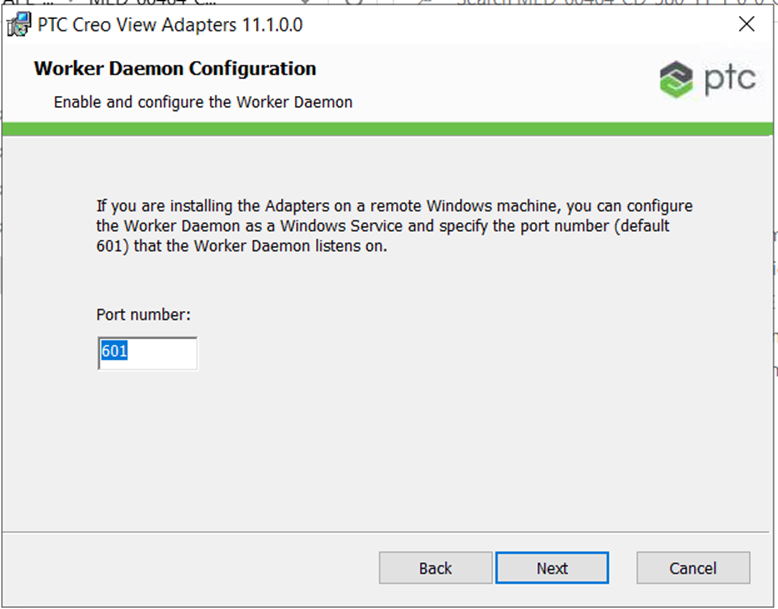 PTC Creo View Adapters 11.1.0.0
Worker Daemon Configuration
Enable and configure the Worker Daemon
ptc
If you are installing the Adapters on a remote Windows machine, you can configure
the Worker Daemon as a Windows Service and specify the port number (default
601) that the Worker Daemon listens on.
Port number:
601
Back
Next
Cancel